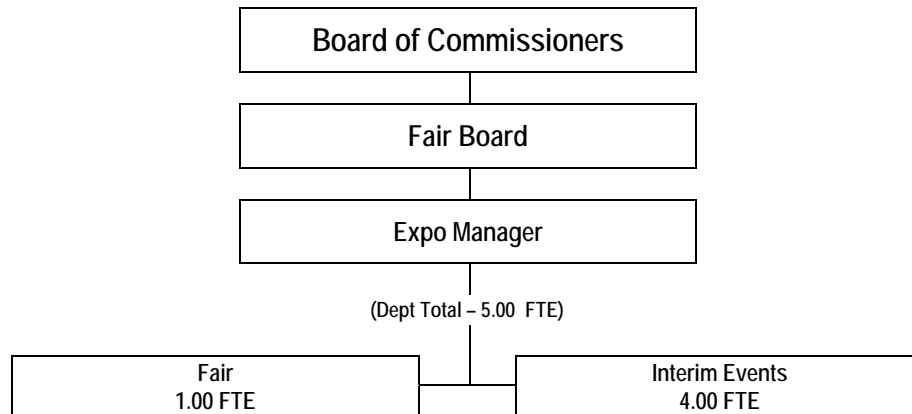 Board of Commissioners
Fair Board
Expo Manager
(Dept Total – 5.00 FTE)
Fair
1.00 FTE
Interim Events
4.00 FTE